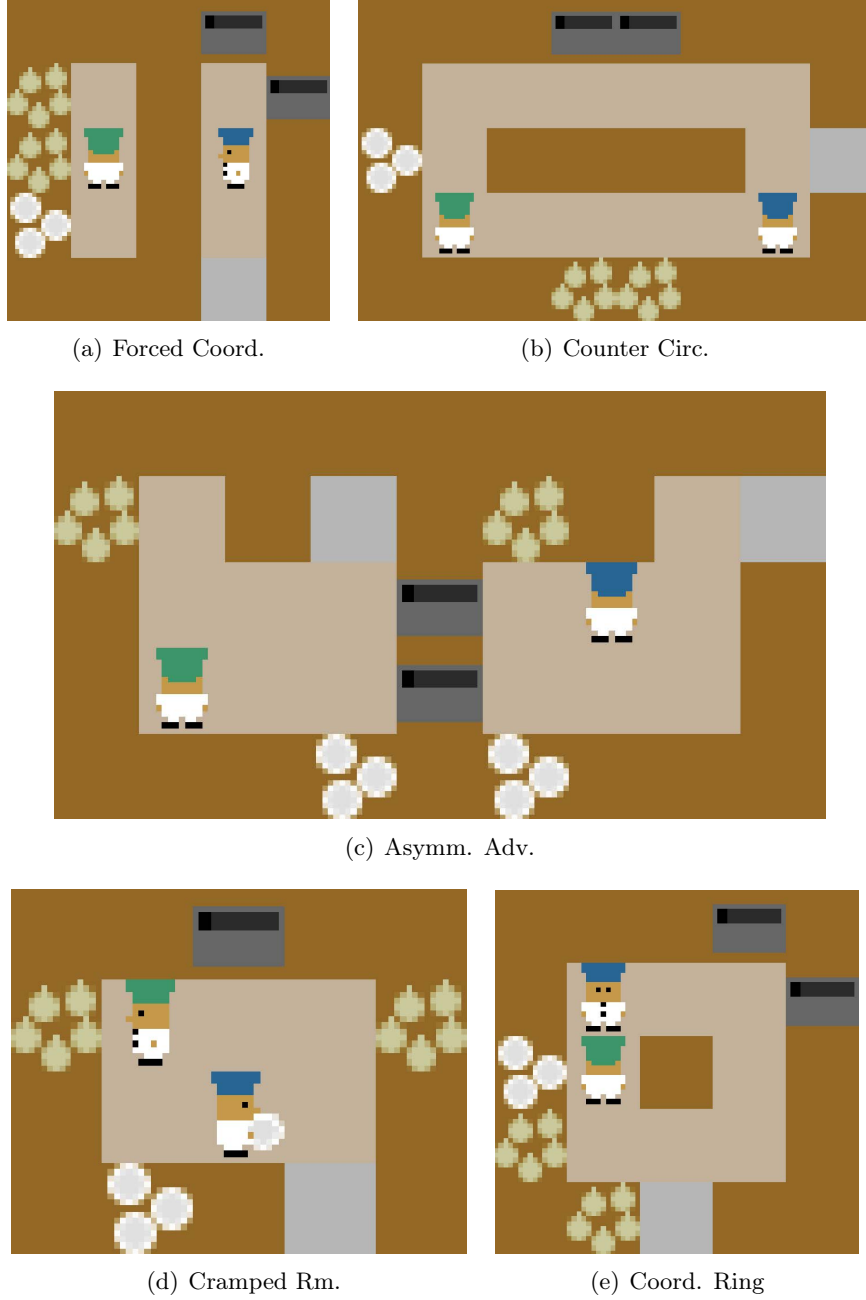 (a) Forced Coord.
(b) Counter Circ.
(c) Asymm. Adv.
(d) Cramped Rm.
(e) Coord. Ring